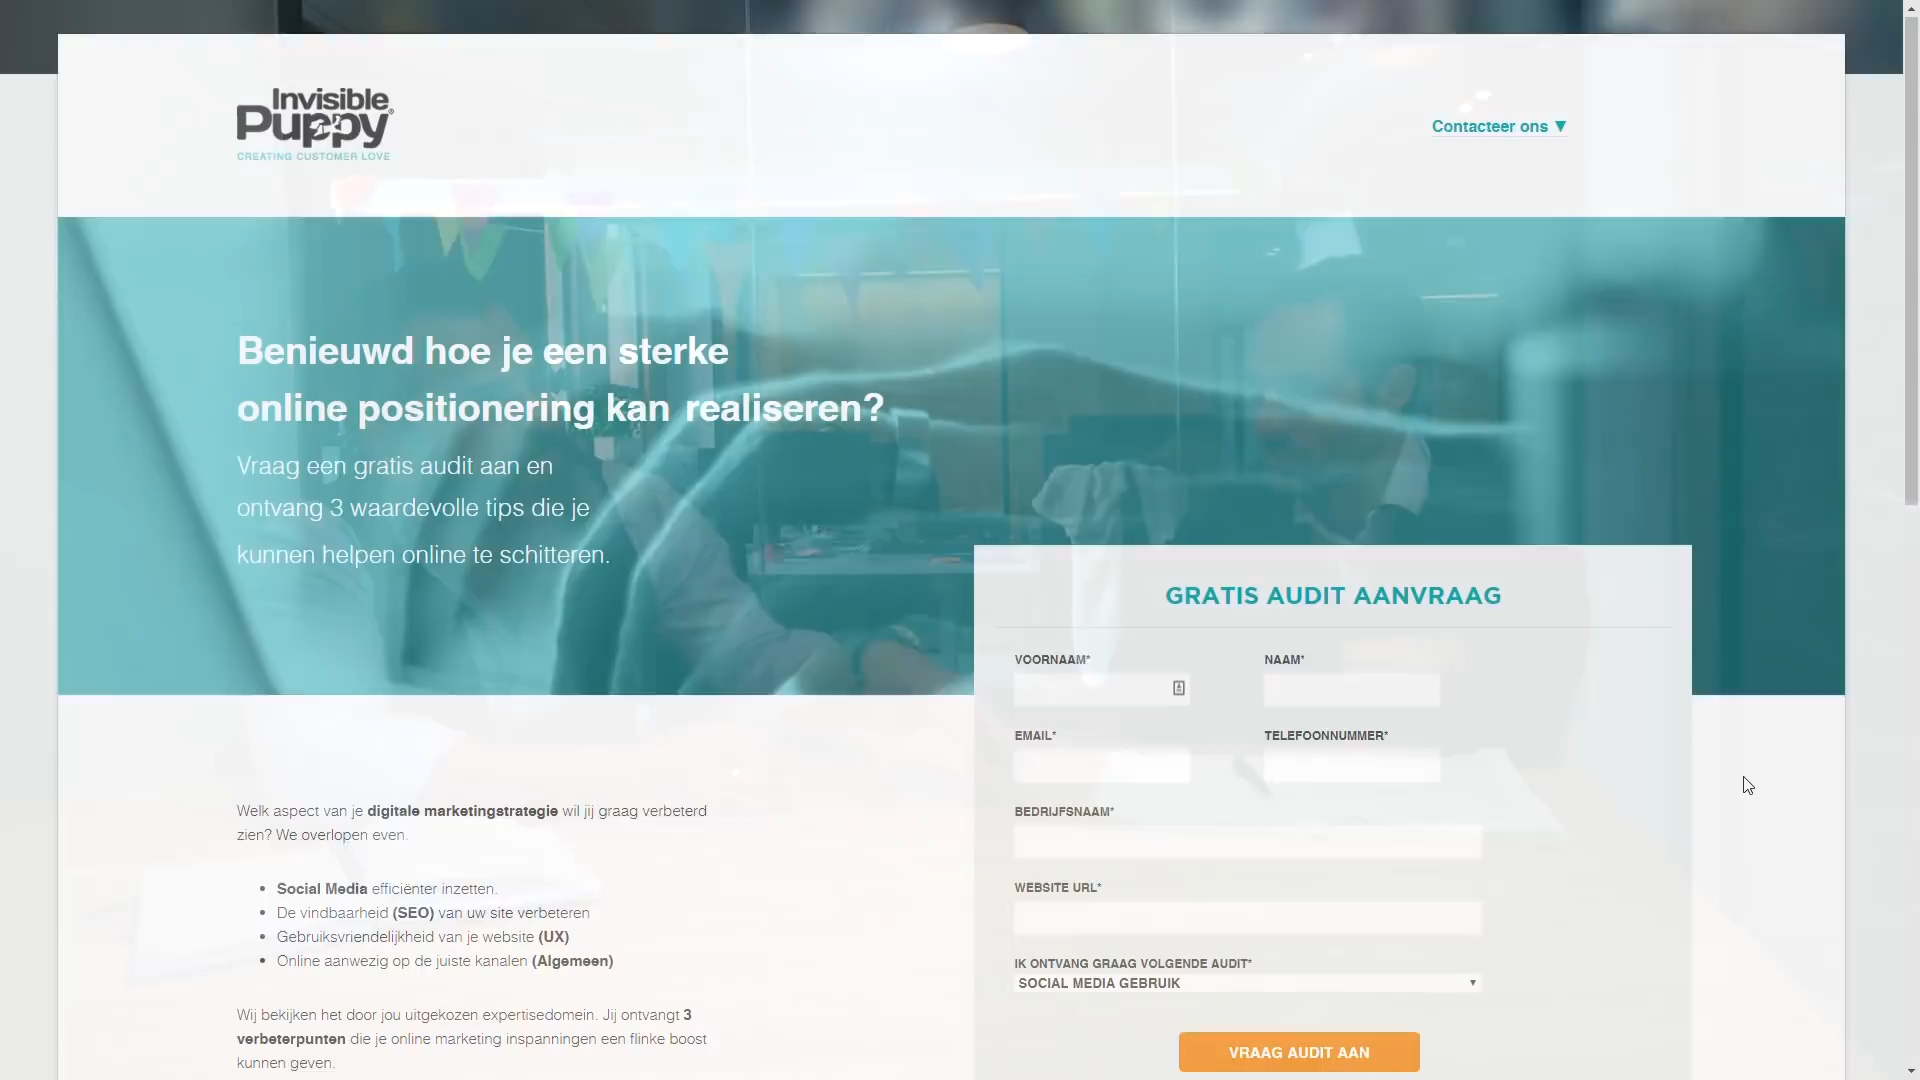 Invisible
Puppy®
CREATING CUSTOMER LOVE
Contacteer ons ▼
Benieuwd hoe je een sterke
online positionering kan realiseren?
Vraag een gratis audit aan en
ontvang 3 waardevolle tips die je
kunnen helpen online te schitteren.
GRATIS AUDIT AANVRAAG
VOORNAAM*
NAAM*
EMAIL*
TELEFOONNUMMER*
BEDRIJFSNAAM*
WEBSITE URL*
IK ONTVANG GRAAG VOLGENDE AUDIT*
SOCIAL MEDIA GEBRUIK
VRAAG AUDIT AAN
Welk aspect van je digitale marketingstrategie wil jij graag verbeterd
zien? We overlopen even.
• Social Media efficiënter inzetten.
• De vindbaarheid (SEO) van uw site verbeteren
• Gebruiksvriendelijkheid van je website (UX)
• Online aanwezig op de juiste kanalen (Algemeen)
Wij bekijken het door jou uitgekozen expertisedomein. Jij ontvangt 3
verbeterpunten die je online marketing inspanningen een flinke boost
kunnen geven.